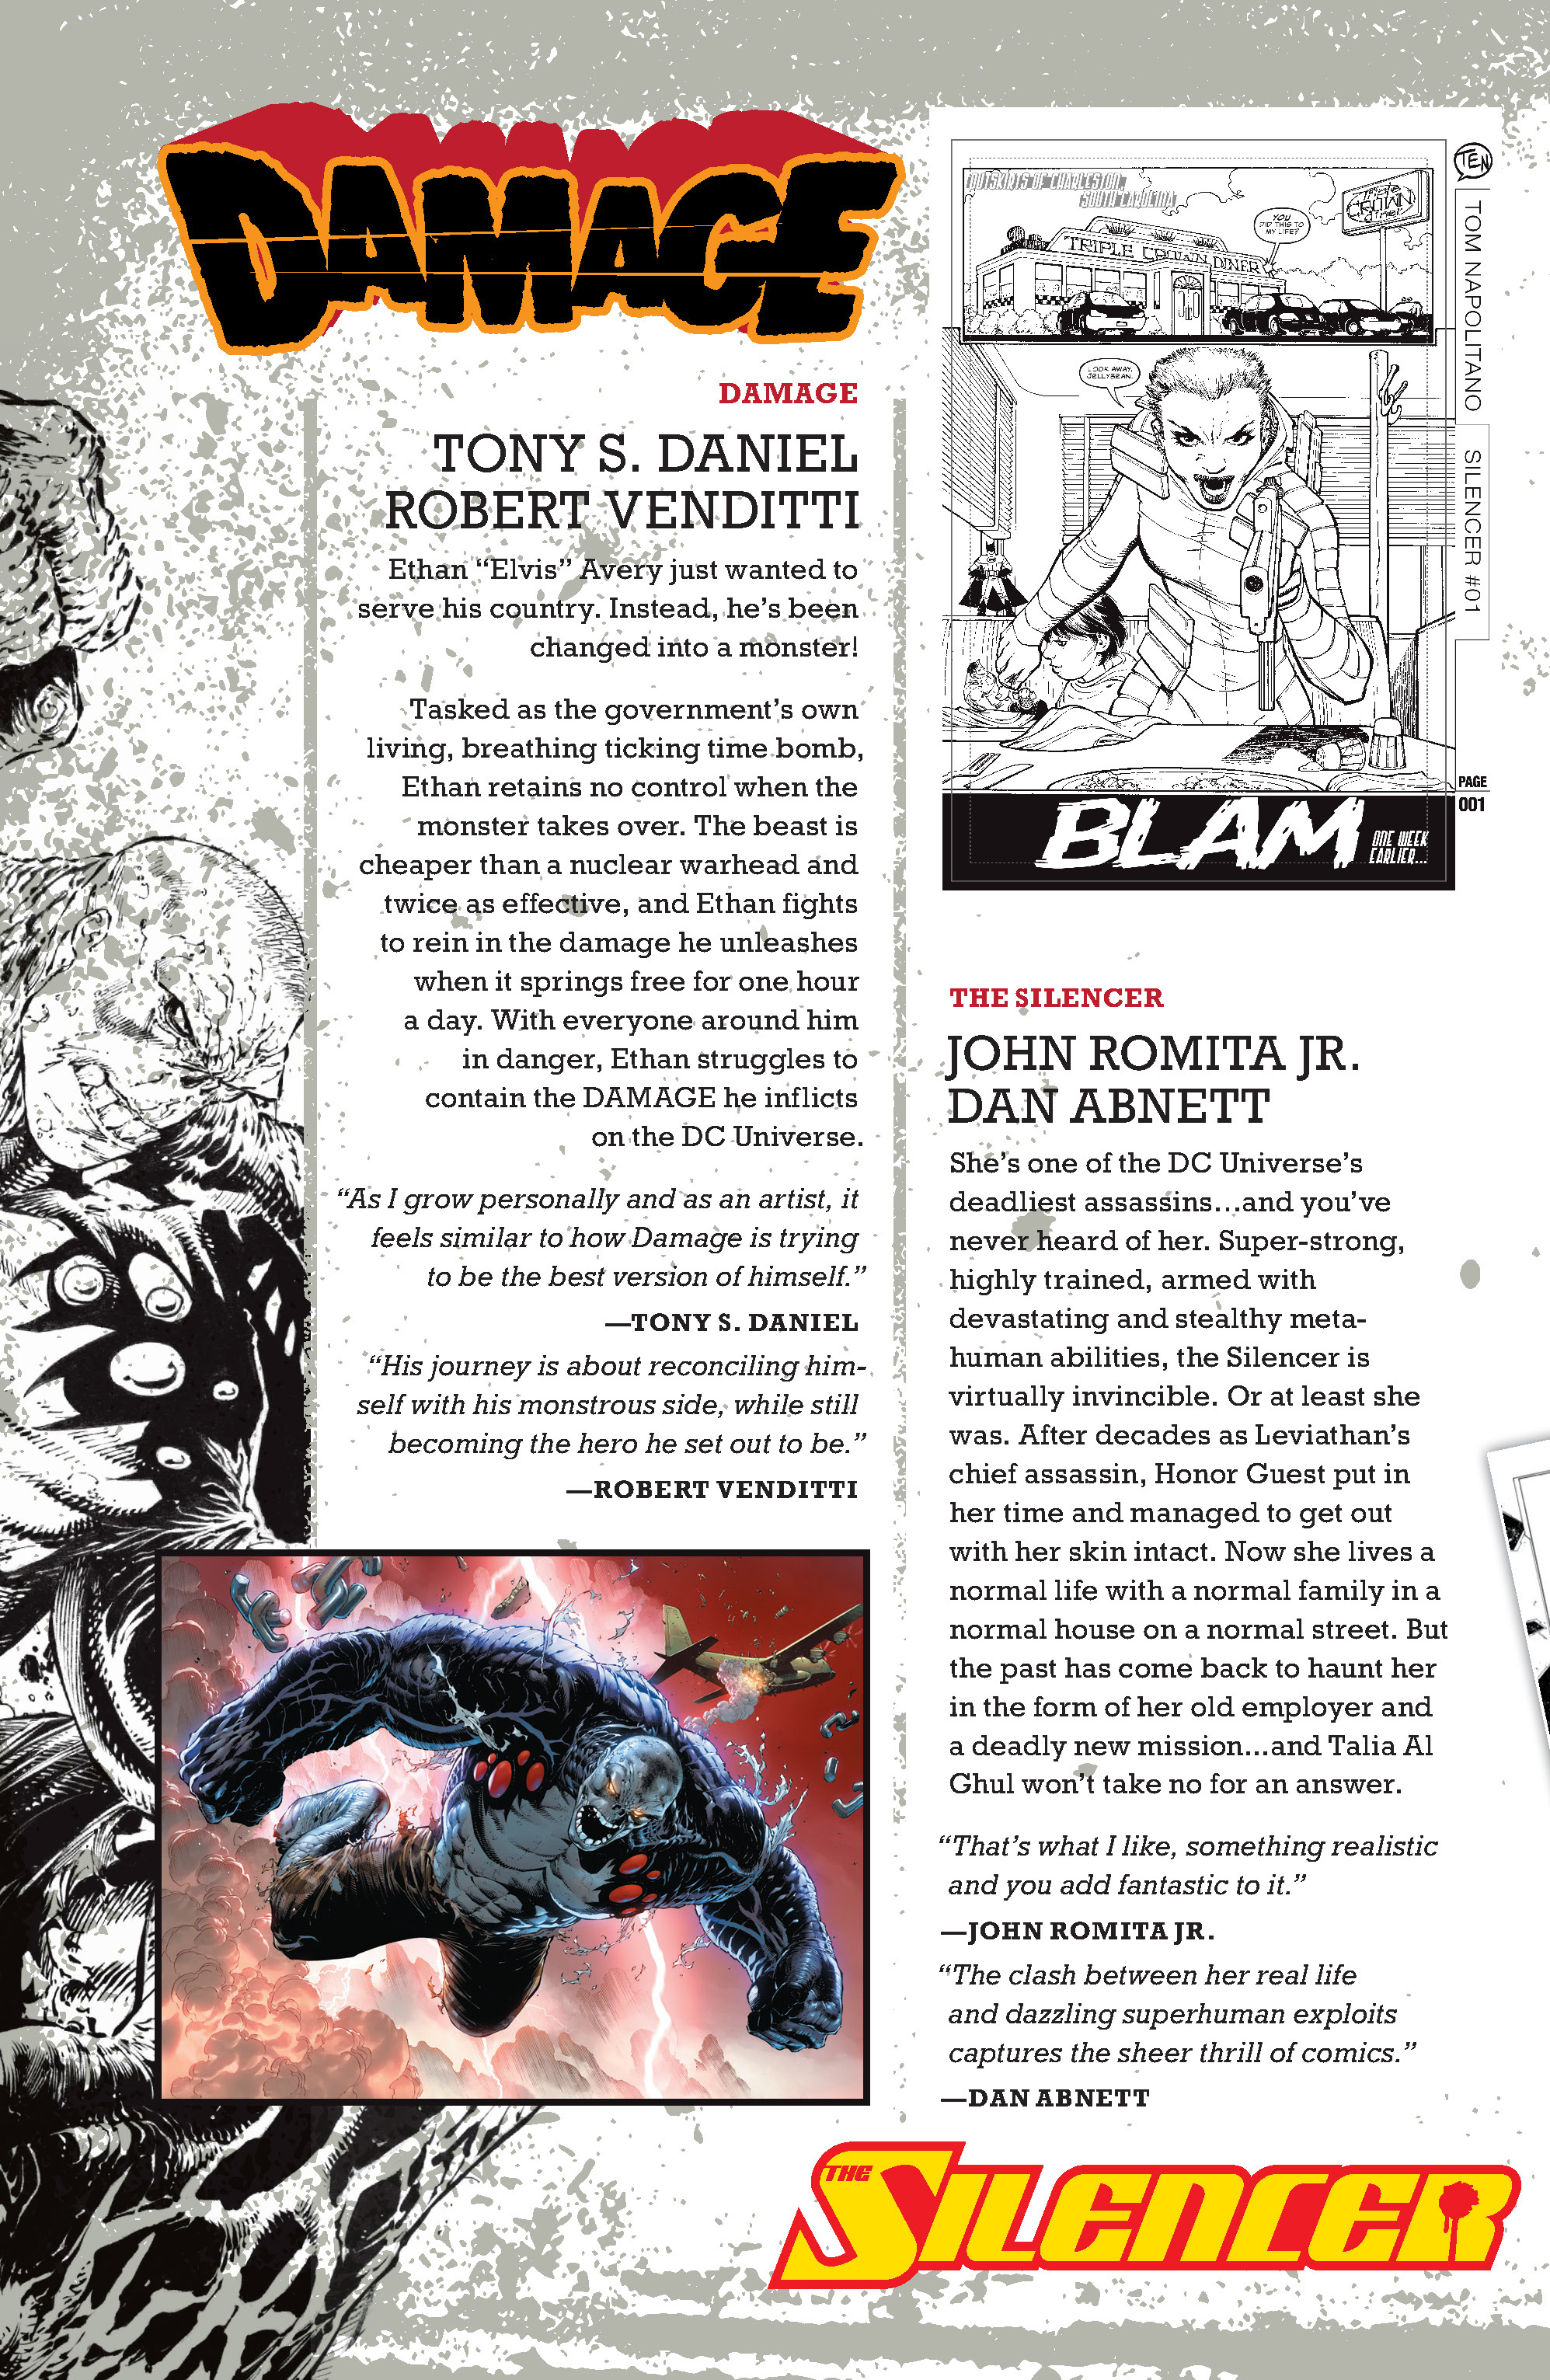 DAMAGE
DAMAGE
TONY S. DANIEL
ROBERT VENDITTI
Ethan “Elvis” Avery just wanted to
serve his country. Instead, he’s been
changed into a monster!
Tasked as the government’s own
living, breathing ticking time bomb,
Ethan retains no control when the
monster takes over. The beast is
cheaper than a nuclear warhead and
twice as effective, and Ethan fights
to rein in the damage he unleashes
when it springs free for one hour
a day. With everyone around him
in danger, Ethan struggles to
contain the DAMAGE he inflicts
on the DC Universe.
“As I grow personally and as an artist, it
feels similar to how Damage is trying
to be the best version of himself.”
—TONY S. DANIEL
“His journey is about reconciling him-
self with his monstrous side, while still
becoming the hero he set out to be.”
—ROBERT VENDITTI
OUTSKIRTS OF CHARLESTON,
SOUTH CAROLINA
YOU
DID THIS TO
MY LIFE?
TRIPLE CROWN DINER
TRIPLE
CROWN
diner
LOOK AWAY,
JELLYBEAN.
BLAM
ONE WEEK
EARLIER...
TEN
TOM NAPOLITANO
SILENCER #01
PAGE
001
THE SILENCER
JOHN ROMITA JR.
DAN ABNETT
She’s one of the DC Universe’s
deadliest assassins...and you’ve
never heard of her. Super-strong,
highly trained, armed with
devastating and stealthy meta-
human abilities, the Silencer is
virtually invincible. Or at least she
was. After decades as Leviathan’s
chief assassin, Honor Guest put in
her time and managed to get out
with her skin intact. Now she lives a
normal life with a normal family in a
normal house on a normal street. But
the past has come back to haunt her
in the form of her old employer and
a deadly new mission...and Talia Al
Ghul won’t take no for an answer.
“That’s what I like, something realistic
and you add fantastic to it.”
—JOHN ROMITA JR.
“The clash between her real life
and dazzling superhuman exploits
captures the sheer thrill of comics.”
—DAN ABNETT
THE
SILENCER